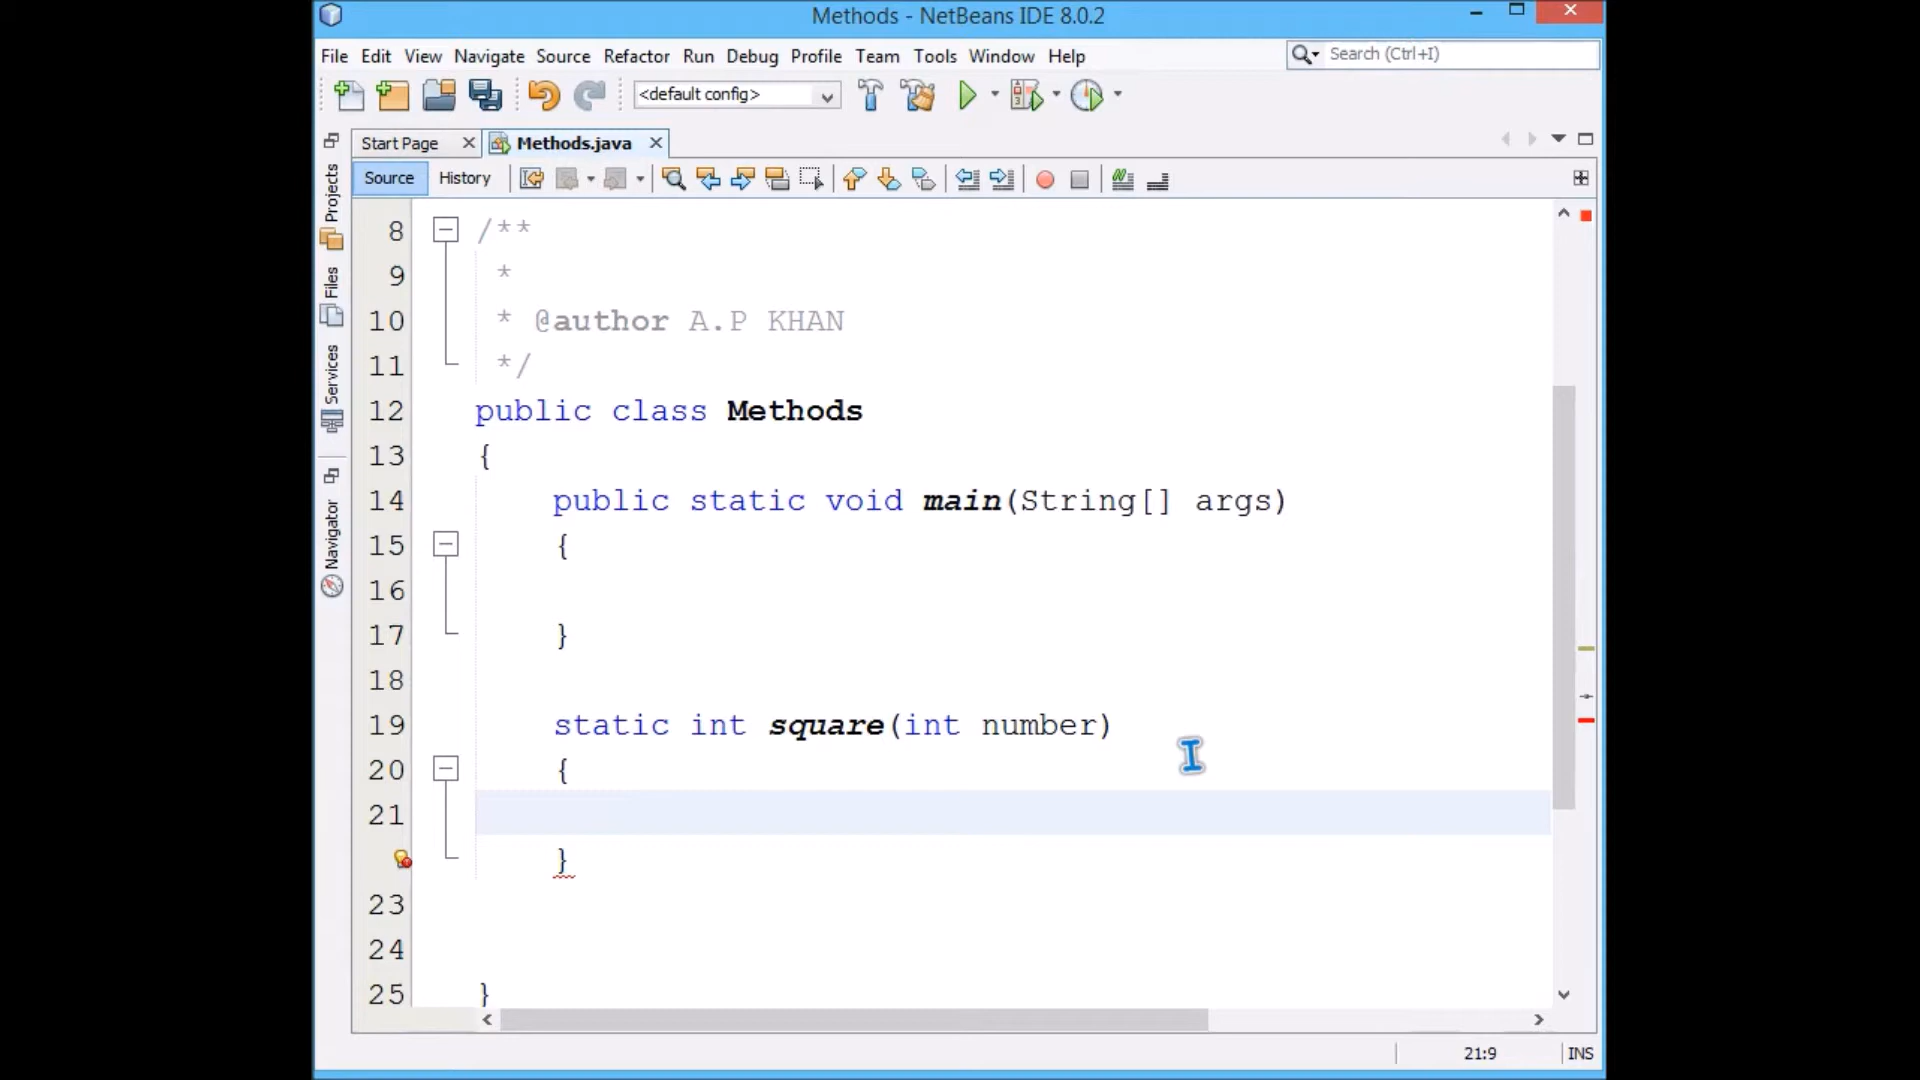 Methods - NetBeans IDE 8.0.2
File Edit View Navigate Source Refactor Run Debug Profile Team Tools Window Help
Search (Ctrl+I)
<default config>
Start Page
Methods.java
Source History
Projects
Files
Services
Navigator
8 /**
9 *
10 * @author A.P KHAN
11 */
12 public class Methods
13 {
14 public static void main(String[] args)
15 {
16
17 }
18
19 static int square(int number)
20 {
21
}
23
24
25 }
21:9
INS